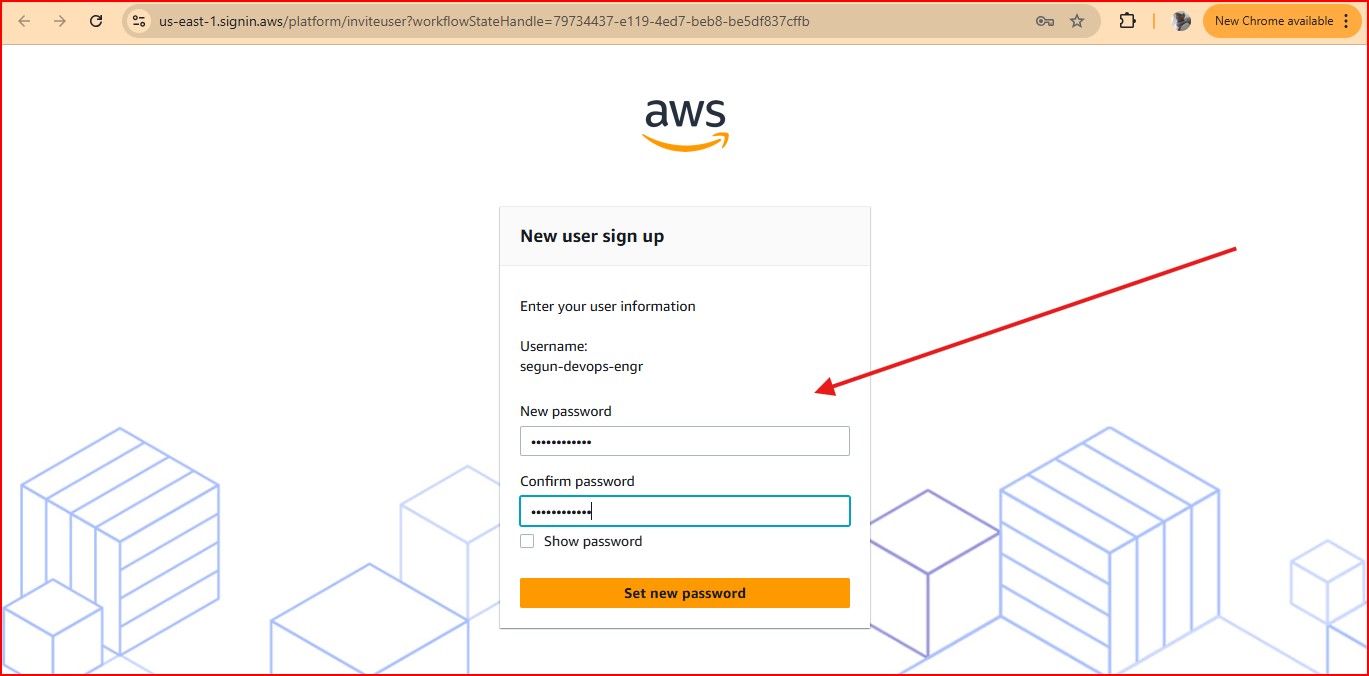 us-east-1.signin.aws/platform/inviteuser?workflowStateHandle=79734437-e119-4ed7-beb8-be5df837cffb
New Chrome available
aws
New user sign up
Enter your user information
Username:
segun-devops-engr
New password
••••••••••••
Confirm password
••••••••••••
Show password
Set new password